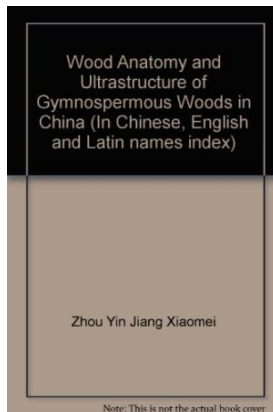 Wood Anatomy and
Ultrastructure of
Gymnospermous Woods in
China (In Chinese, English
and Latin names index)
Zhou Yin Jiang Xiaomei
Note: This is not the actual book cover